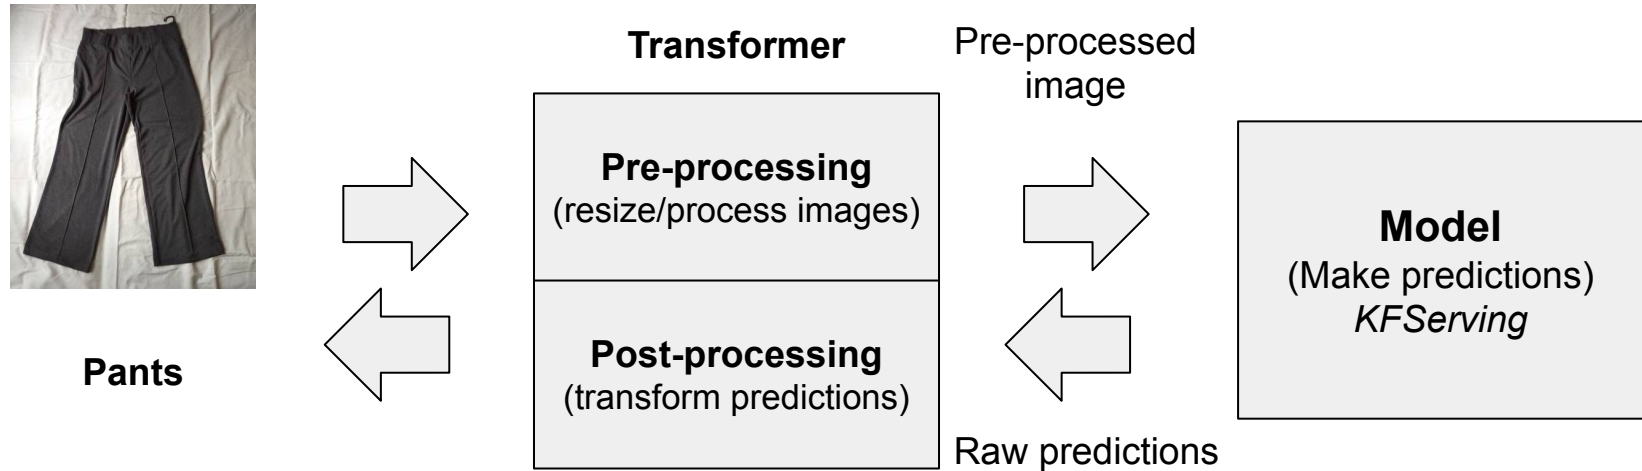 Transformer
Pre-processed
image
Pre-processing
(resize/process images)
Model
(Make predictions)
KFServing
Pants
Post-processing
(transform predictions)
Raw predictions